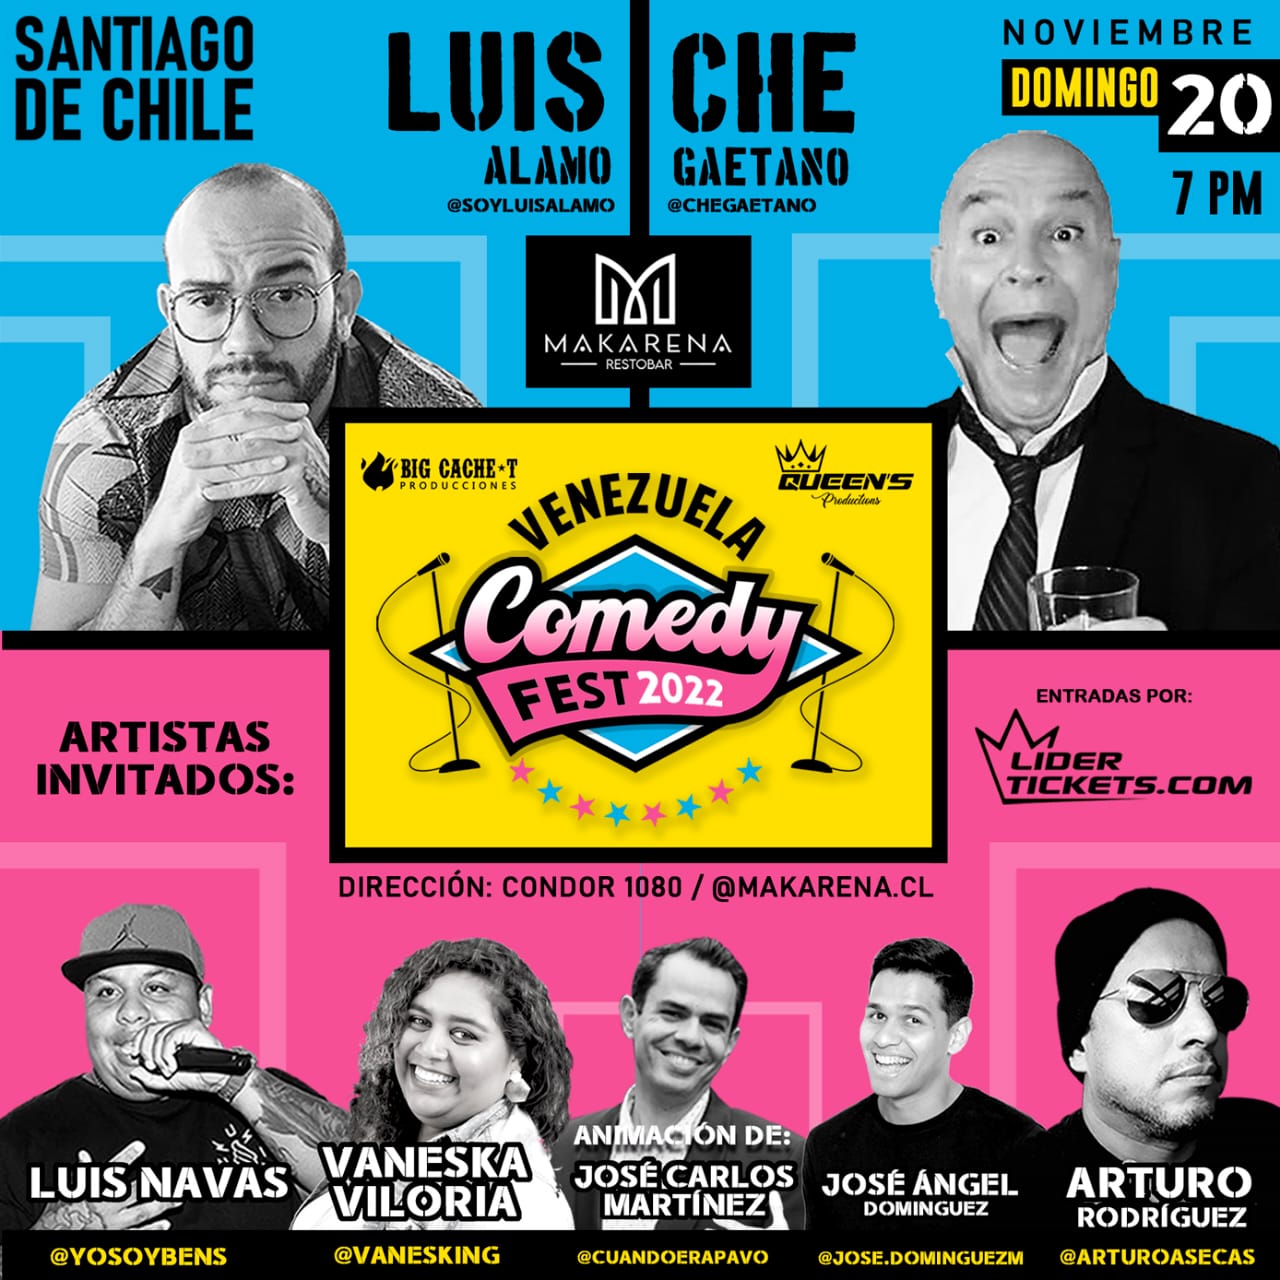 SANTIAGO
DE CHILE
LUIS
ALAMO
@SOYLUISALAMO
CHE
GAETANO
@CHEGAETANO
NOVIEMBRE
DOMINGO 20
7 PM
MAKARENA
RESTOBAR
BIG CACHE★T
PRODUCCIONES
QUEEN'S
Productions
VENEZUELA
Comedy
FEST 2022
ARTISTAS
INVITADOS:
ENTRADAS POR:
LIDER
TICKETS.COM
DIRECCIÓN: CONDOR 1080 / @MAKARENA.CL
LUIS NAVAS
@YOSOYBENS
VANESKA
VILORIA
@VANESKING
ANIMACIÓN DE:
JOSÉ CARLOS
MARTÍNEZ
@CUANDOERAPAVO
JOSÉ ÁNGEL
DOMINGUEZ
@JOSE.DOMINGUEZM
ARTURO
RODRÍGUEZ
@ARTUROASECAS